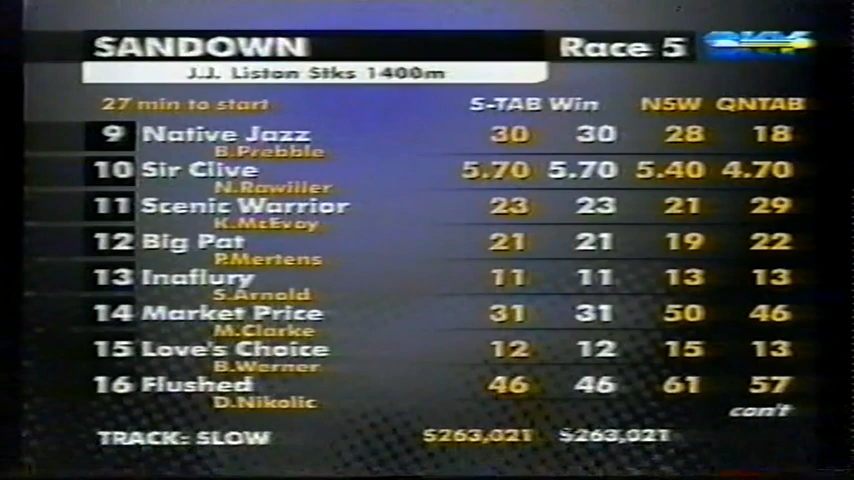 SANDOWN Race 5 SKY
J.J. Liston Stks 1400m
27 min to start S-TAB Win NSW QNTAB
9 Native Jazz 30 30 28 18
B.Prebble
10 Sir Clive 5.70 5.70 5.40 4.70
N.Rawiller
11 Scenic Warrior 23 23 21 29
K.McEvoy
12 Big Pat 21 21 19 22
P.Mertens
13 Inaflury 11 11 13 13
S.Arnold
14 Market Price 31 31 50 46
M.Clarke
15 Love's Choice 12 12 15 13
B.Werner
16 Flushed 46 46 61 57
D.Nikolic
con't
TRACK: SLOW $263,021 $263,021